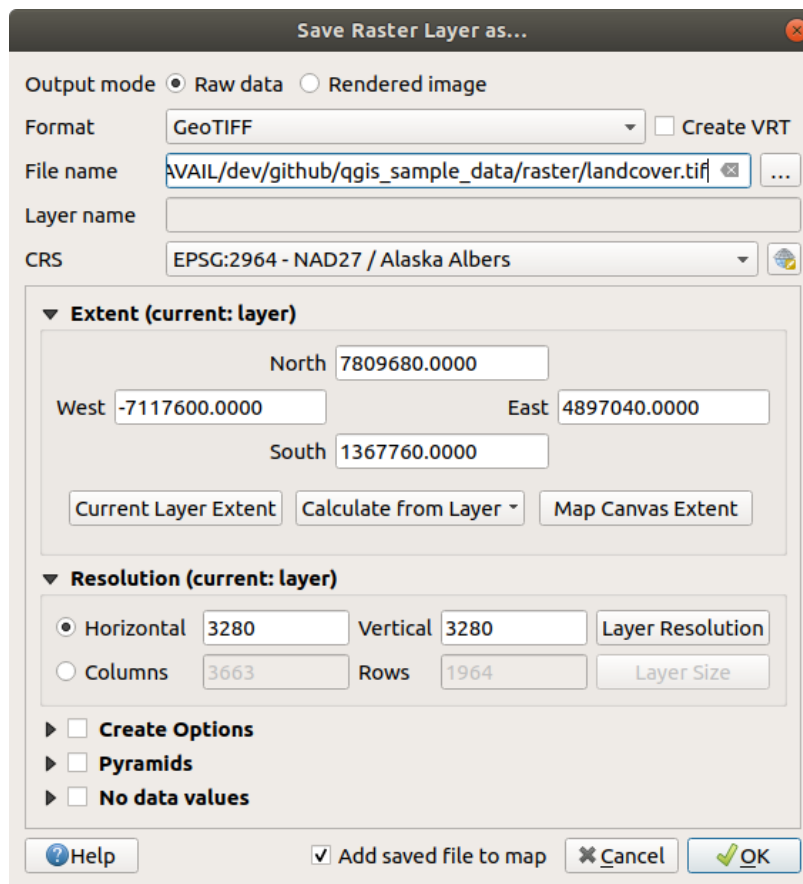 Save Raster Layer as...
Output mode Raw data Rendered image
Format GeoTIFF Create VRT
File name AVAIL/dev/github/qgis_sample_data/raster/landcover.tif ...
Layer name
CRS EPSG:2964 - NAD27 / Alaska Albers
Extent (current: layer)
North 7809680.0000
West -7117600.0000 East 4897040.0000
South 1367760.0000
Current Layer Extent Calculate from Layer Map Canvas Extent
Resolution (current: layer)
Horizontal 3280 Vertical 3280 Layer Resolution
Columns 3663 Rows 1964 Layer Size
Create Options
Pyramids
No data values
Help Add saved file to map Cancel OK